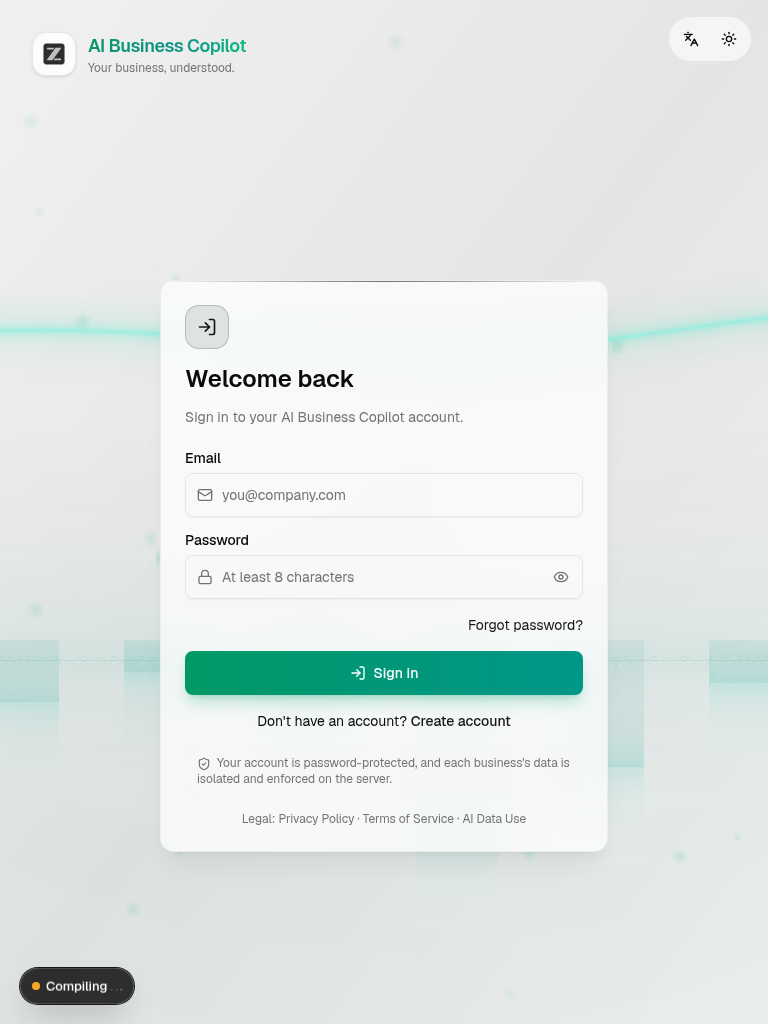 AI Business Copilot
Your business, understood.
Welcome back
Sign in to your AI Business Copilot account.
Email
you@company.com
Password
At least 8 characters
Forgot password?
Sign in
Don't have an account? Create account
Your account is password-protected, and each business's data is
isolated and enforced on the server.
Legal: Privacy Policy · Terms of Service · AI Data Use
Compiling ...